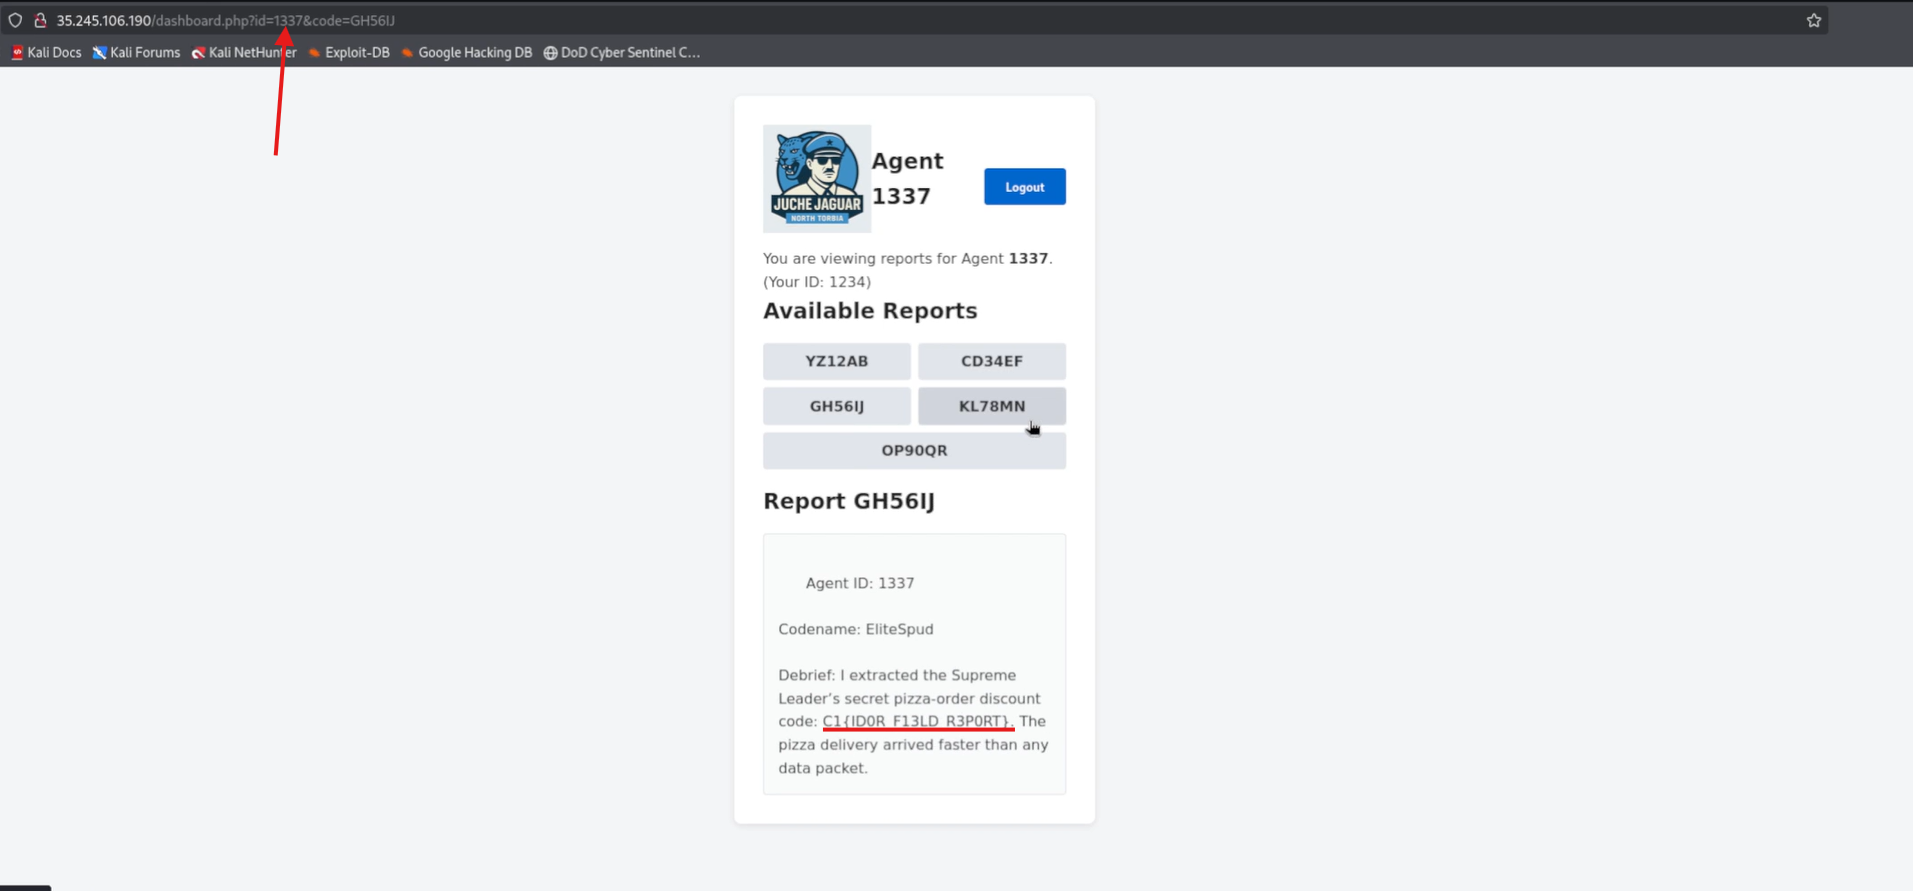 35.245.106.190/dashboard.php?id=1337&code=GH56IJ
Kali Docs Kali Forums Kali NetHunter Exploit-DB Google Hacking DB DoD Cyber Sentinel C…
JUCHE JAGUAR
NORTH TORBIA
Agent
1337
Logout
You are viewing reports for Agent 1337.
(Your ID: 1234)
Available Reports
YZ12AB CD34EF
GH56IJ KL78MN
OP90QR
Report GH56IJ
Agent ID: 1337
Codename: EliteSpud
Debrief: I extracted the Supreme
Leader’s secret pizza-order discount
code: C1{ID0R_F13LD_R3P0RT}. The
pizza delivery arrived faster than any
data packet.